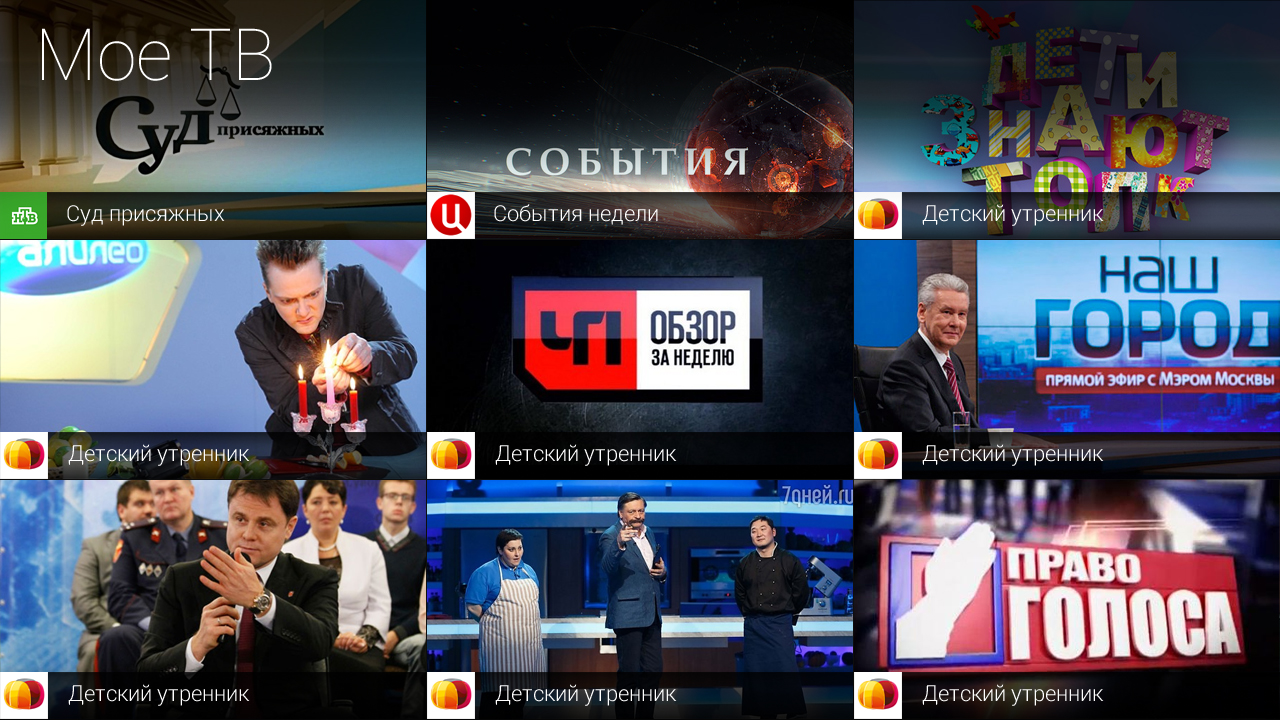 Мое ТВ
Суд
присяжных
НТВ
Суд присяжных
СОБЫТИЯ
Ц
События недели
ДЕТИ
ЗНАЮТ
ТОЛК
Детский утренник
алилео
Детский утренник
ЧП
ОБЗОР
ЗА НЕДЕЛЮ
Детский утренник
наш
ГОРОД
ПРЯМОЙ ЭФИР С МЭРОМ МОСКВЫ
Детский утренник
Детский утренник
7дней.ru
Детский утренник
ПРАВО
ГОЛОСА
Детский утренник